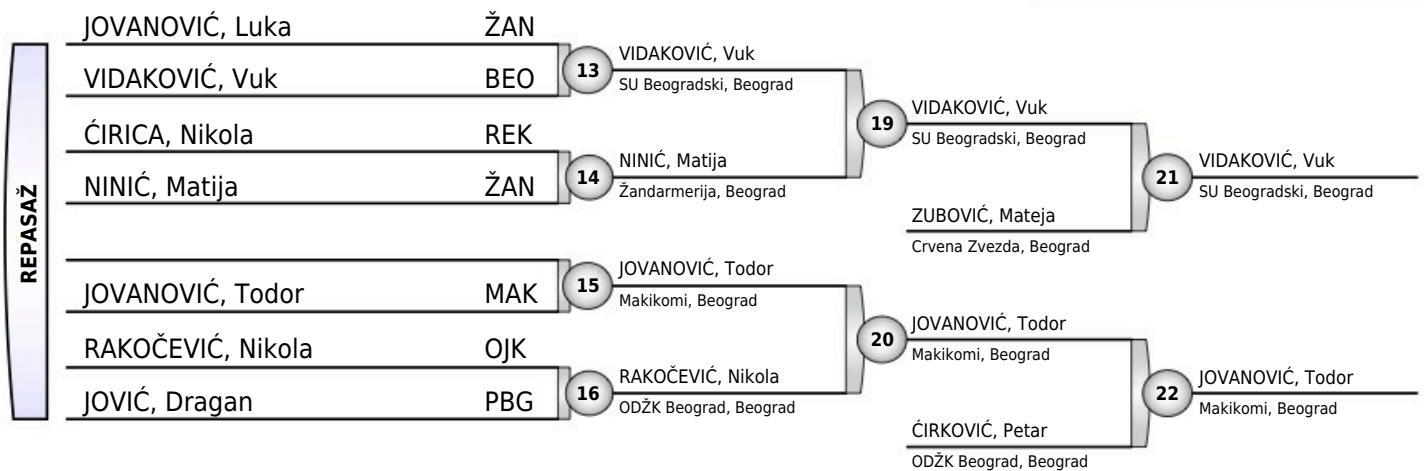 REPASAŽ
JOVANOVIĆ, Luka ŽAN
VIDAKOVIĆ, Vuk BEO
ĆIRICA, Nikola REK
NINIĆ, Matija ŽAN
JOVANOVIĆ, Todor MAK
RAKOČEVIĆ, Nikola OJK
JOVIĆ, Dragan PBG
13
VIDAKOVIĆ, Vuk
SU Beogradski, Beograd
14
NINIĆ, Matija
Žandarmerija, Beograd
15
JOVANOVIĆ, Todor
Makikomi, Beograd
16
RAKOČEVIĆ, Nikola
ODŽK Beograd, Beograd
19
VIDAKOVIĆ, Vuk
SU Beogradski, Beograd
ZUBOVIĆ, Mateja
Crvena Zvezda, Beograd
20
JOVANOVIĆ, Todor
Makikomi, Beograd
ĆIRKOVIĆ, Petar
ODŽK Beograd, Beograd
21
VIDAKOVIĆ, Vuk
SU Beogradski, Beograd
22
JOVANOVIĆ, Todor
Makikomi, Beograd